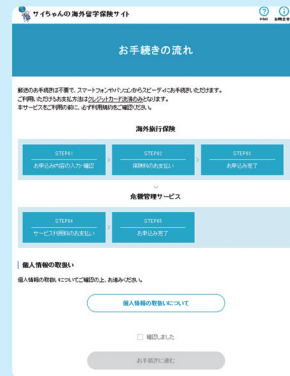 サイちゃんの海外留学保険サイト
FAQ
お手続きの流れ
郵送のお手続きは不要で、スマートフォンやパソコンからスピーディにお手続きいただけます。
ご利用いただけるお支払方法はクレジットカード決済のみとなります。
本サービスをご利用の前に、必ず利用規約をご確認ください。
海外旅行保険
STEP01
お申込み内容の入力・確認
STEP02
保険料のお支払い
STEP03
お申込み完了
危機管理サービス
STEP04
サービス利用料のお支払い
STEP05
お申込み完了
個人情報の取扱い
個人情報の取扱いについてご確認の上、お進みください。
個人情報の取扱いについて
確認しました
お手続きに進む